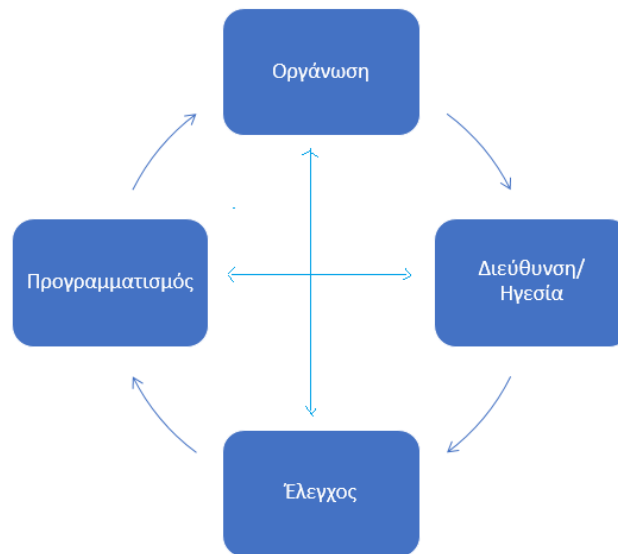 Οργάνωση
Προγραμματισμός
Διεύθυνση/
Ηγεσία
Έλεγχος